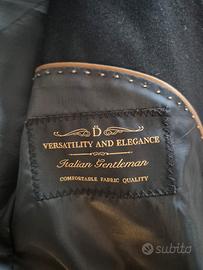 D
VERSATILITY AND ELEGANCE
Italian Gentleman
COMFORTABLE FABRIC QUALITY
subito